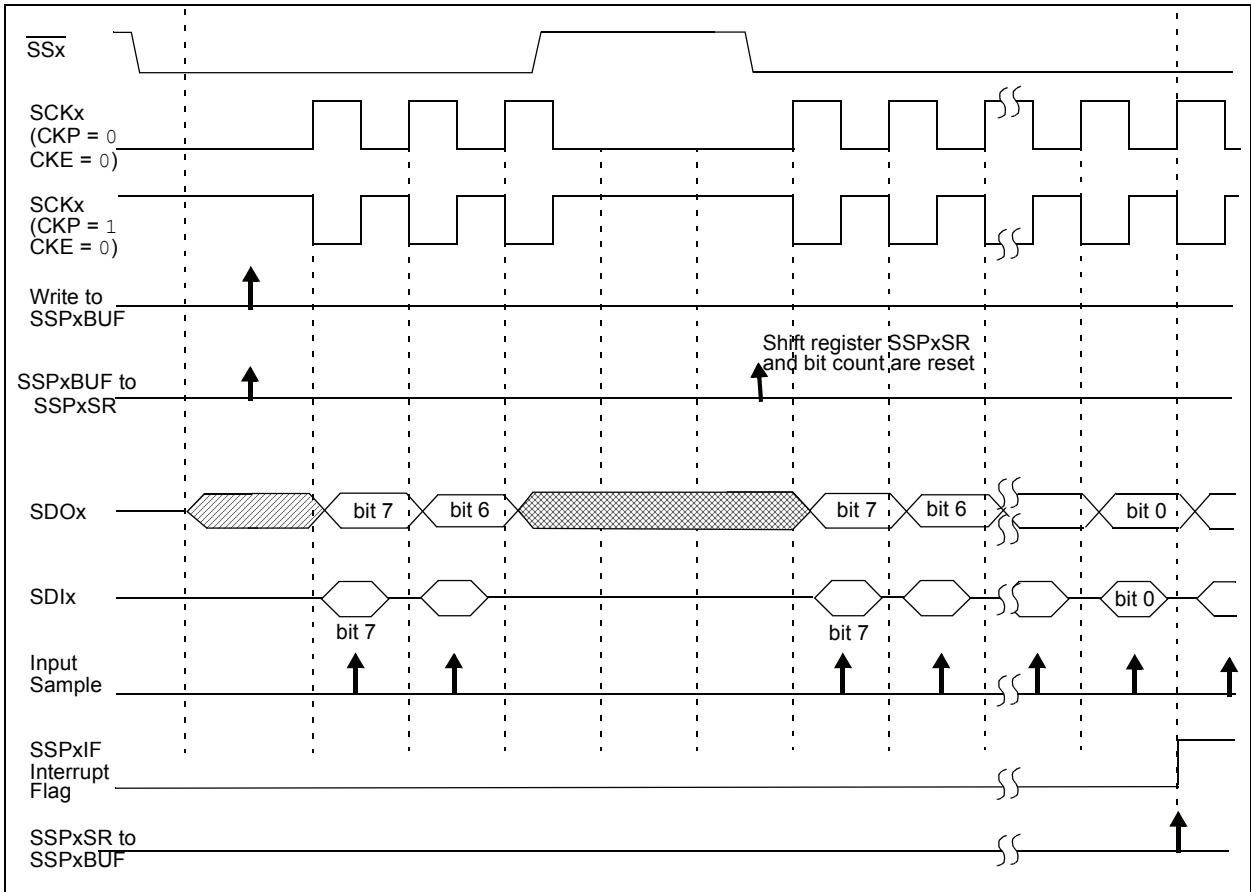 SSx
SCKx
(CKP = 0
CKE = 0)
SCKx
(CKP = 1
CKE = 0)
Write to
SSPxBUF
Shift register SSPxSR
and bit count are reset
SSPxBUF to
SSPxSR
SDOx
bit 7
bit 6
bit 7
bit 6
bit 0
SDIx
bit 0
bit 7
bit 7
Input
Sample
SSPxIF
Interrupt
Flag
SSPxSR to
SSPxBUF